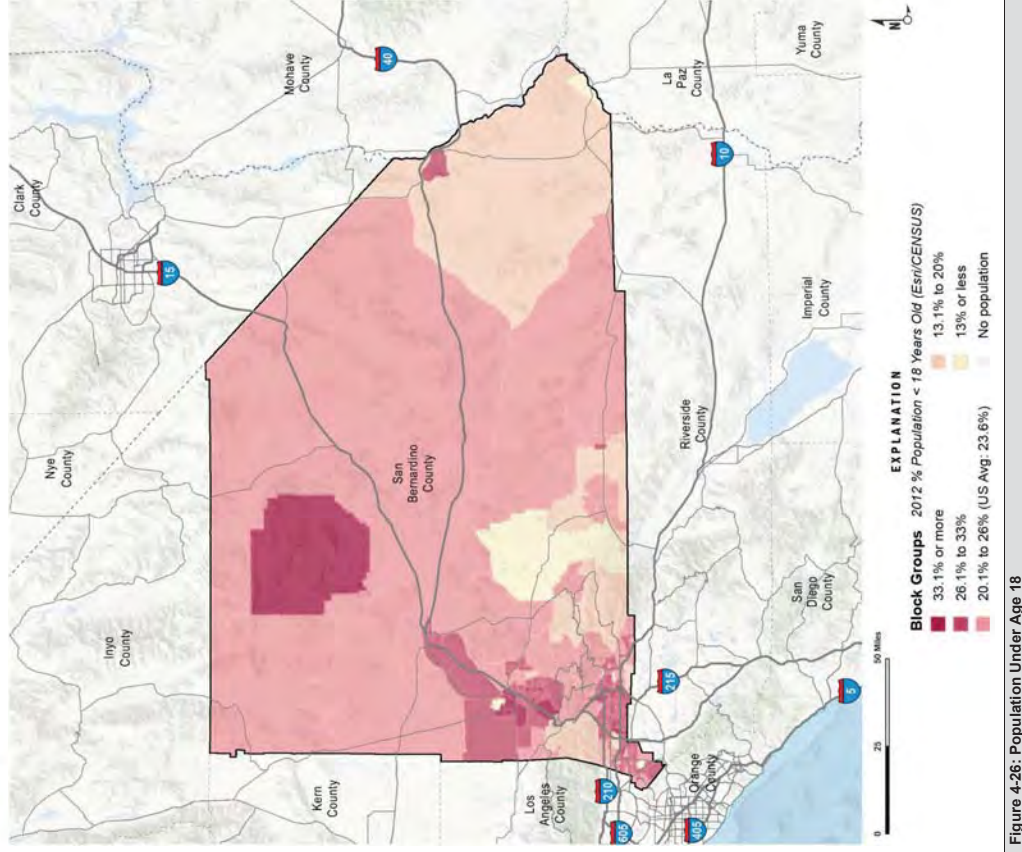 Clark
County
Nye
County
Inyo
County
Kern
County
Los
Angeles
County
Orange
County
San
Diego
County
Riverside
County
Imperial
County
San
Bernardino
County
Mohave
County
La
Paz
County
Yuma
County
15
40
10
215
210
605
405
5
N
0
25
50 Miles
EXPLANATION
Block Groups 2012 % Population < 18 Years Old (Esri/CENSUS)
33.1% or more
26.1% to 33%
20.1% to 26% (US Avg: 23.6%)
13.1% to 20%
13% or less
No population
Figure 4-26: Population Under Age 18